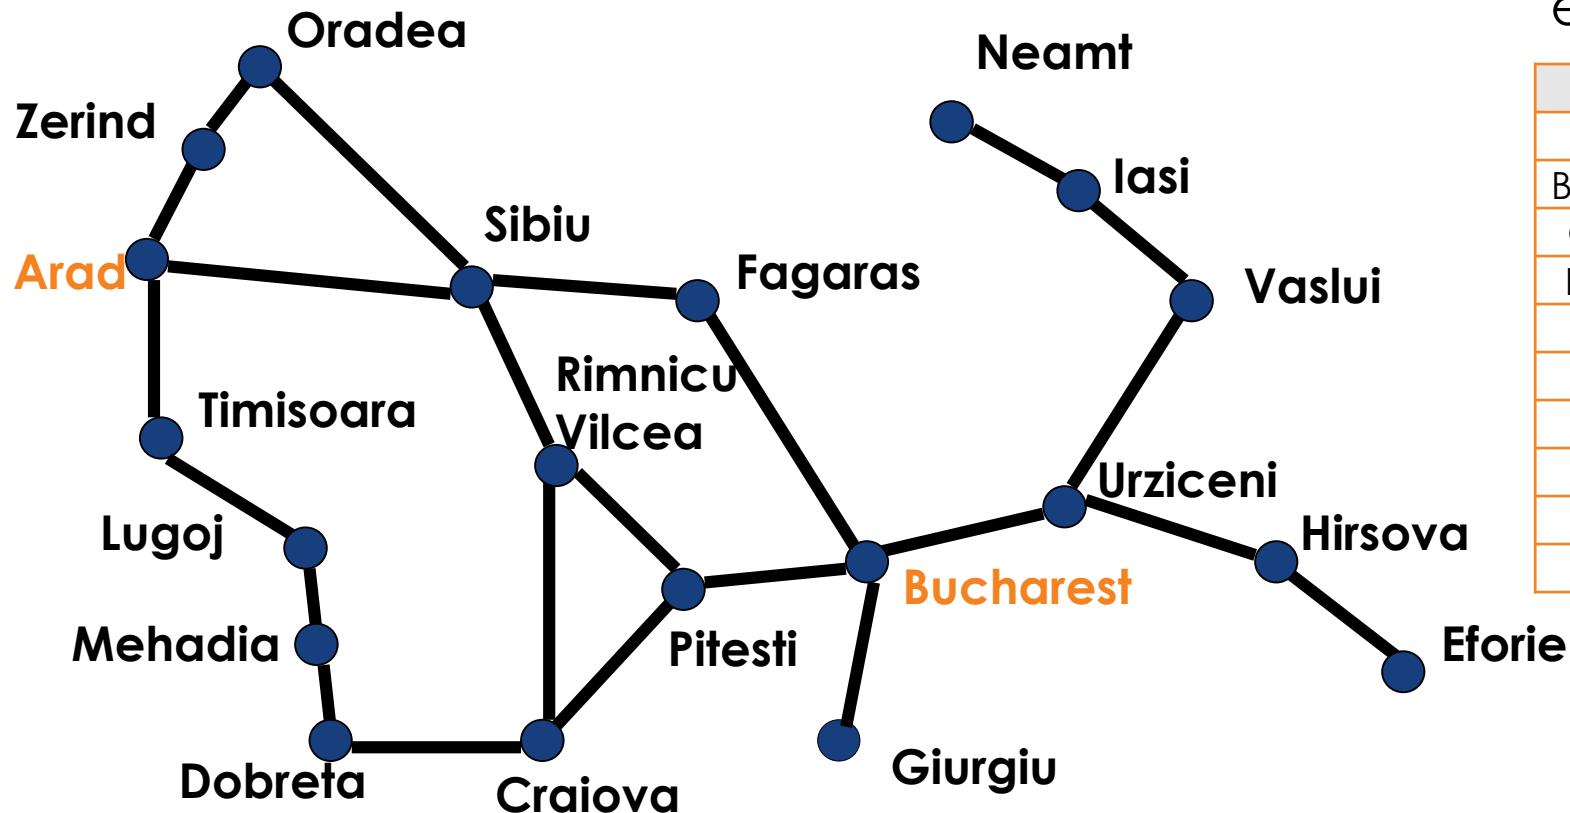 Oradea
Neamt
Zerind
Iasi
Sibiu
Arad
Fagaras
Vaslui
Rimnicu
Vilcea
Timisoara
Urziceni
Lugoj
Hirsova
Bucharest
Mehadia
Pitesti
Eforie
Dobreta
Craiova
Giurgiu